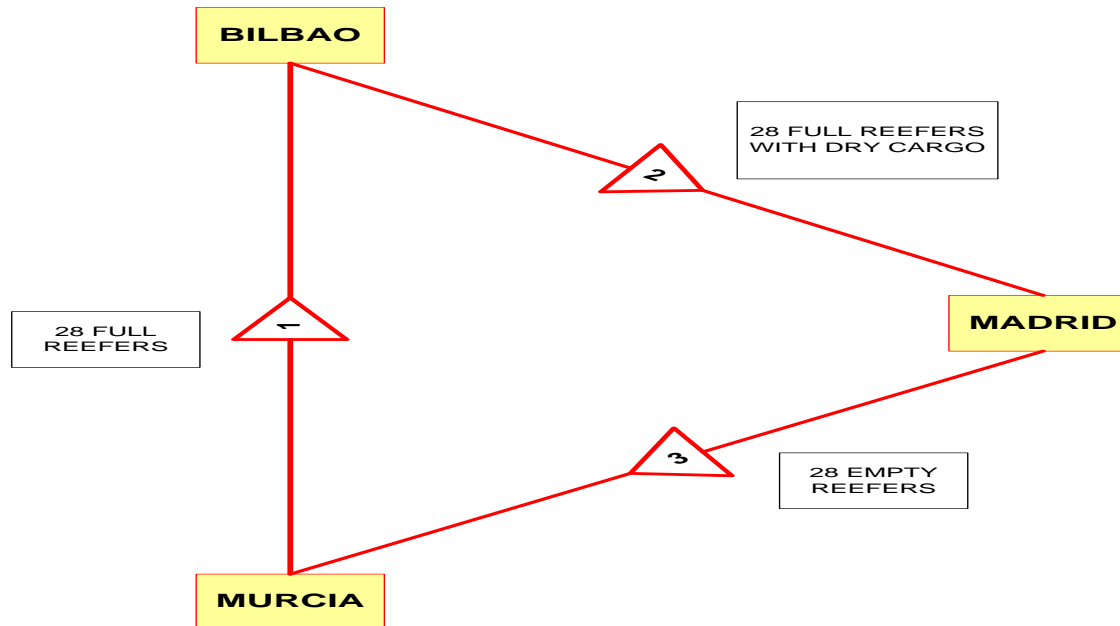 BILBAO
28 FULL REEFERS
WITH DRY CARGO
2
MADRID
1
28 FULL
REEFERS
3
28 EMPTY
REEFERS
MURCIA